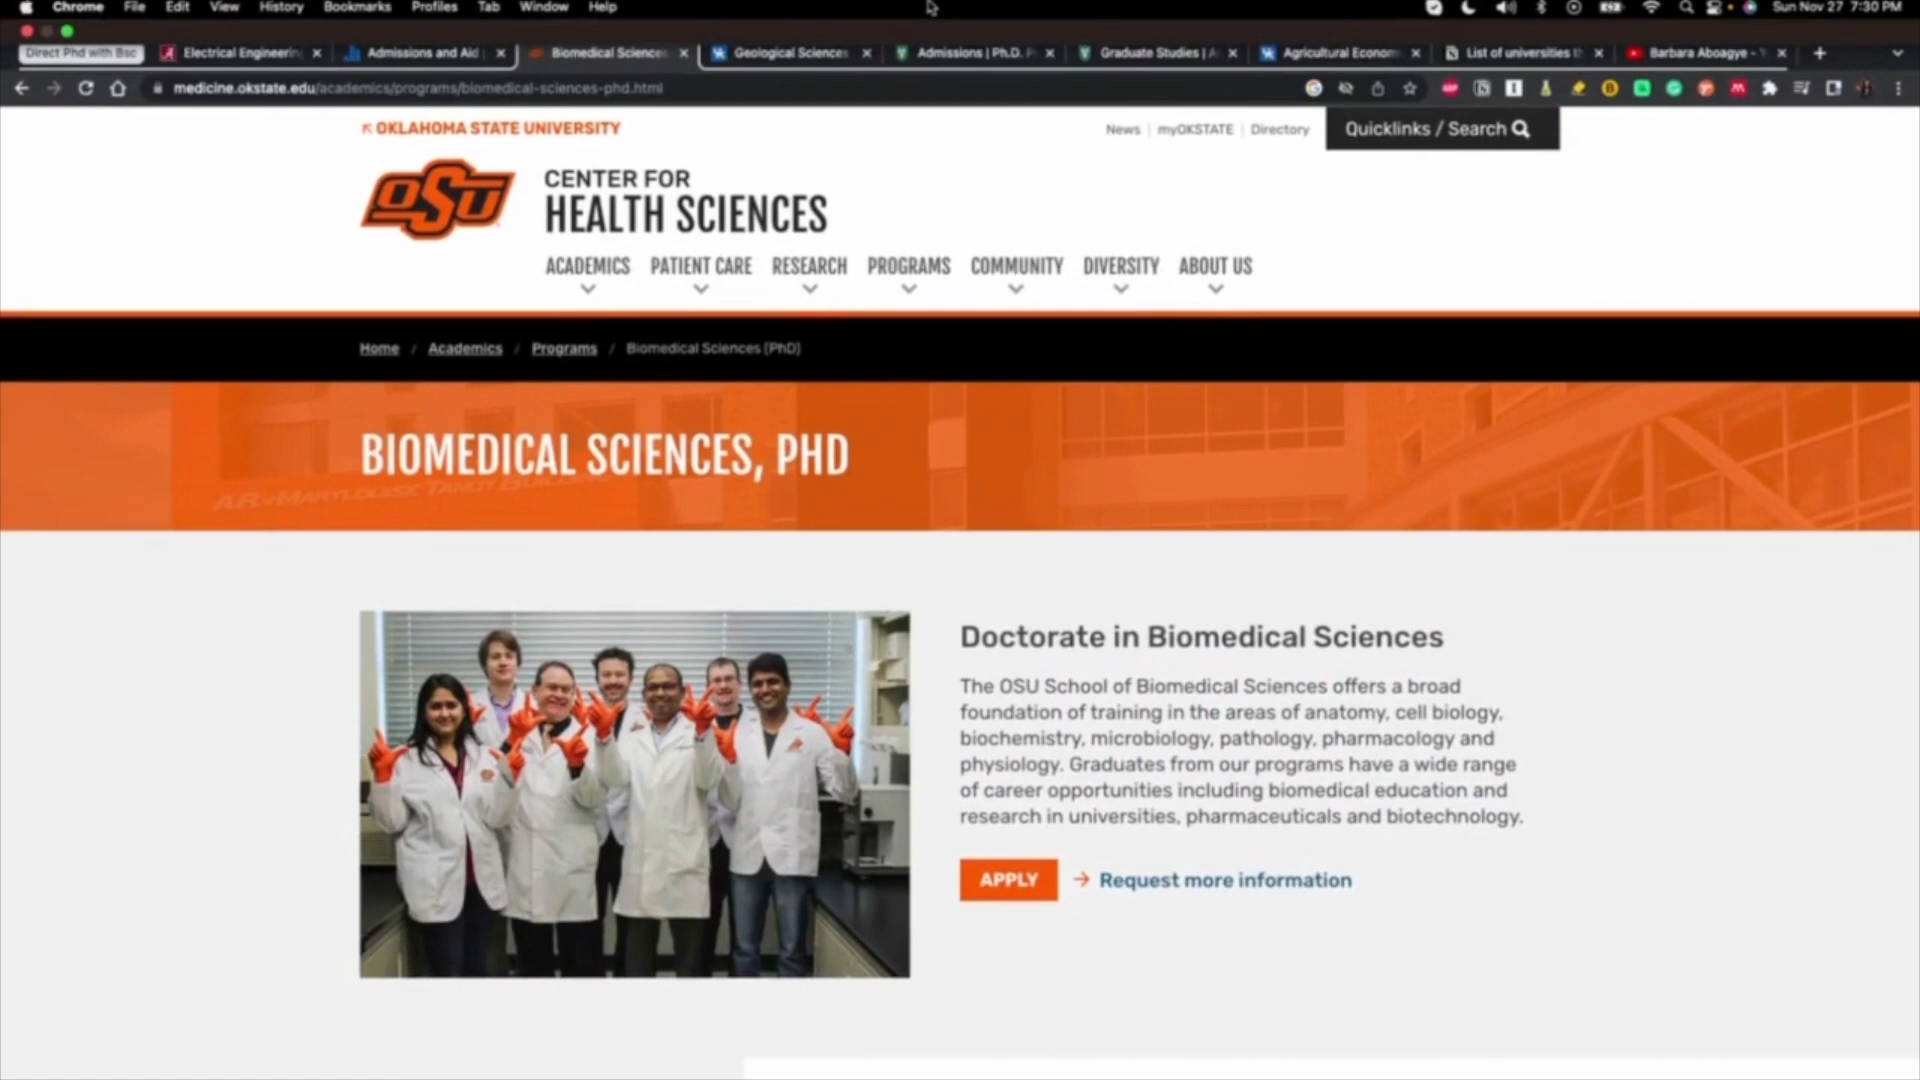 Chrome File Edit View History Bookmarks Profiles Tab Window Help Sun Nov 27 7:30 PM
Direct Phd with Bsc Electrical Engineerin Admissions and Aid Biomedical Sciences Geological Sciences Admissions | Ph.D. Graduate Studies | Agricultural Econom List of universities t Barbara Aboagye -
medicine.okstate.edu/academics/programs/biomedical-sciences-phd.html
OKLAHOMA STATE UNIVERSITY
News | myOKSTATE | Directory
Quicklinks / Search
OSU
CENTER FOR
HEALTH SCIENCES
ACADEMICS PATIENT CARE RESEARCH PROGRAMS COMMUNITY DIVERSITY ABOUT US
Home / Academics / Programs / Biomedical Sciences (PhD)
BIOMEDICAL SCIENCES, PHD
Doctorate in Biomedical Sciences
The OSU School of Biomedical Sciences offers a broad
foundation of training in the areas of anatomy, cell biology,
biochemistry, microbiology, pathology, pharmacology and
physiology. Graduates from our programs have a wide range
of career opportunities including biomedical education and
research in universities, pharmaceuticals and biotechnology.
APPLY → Request more information